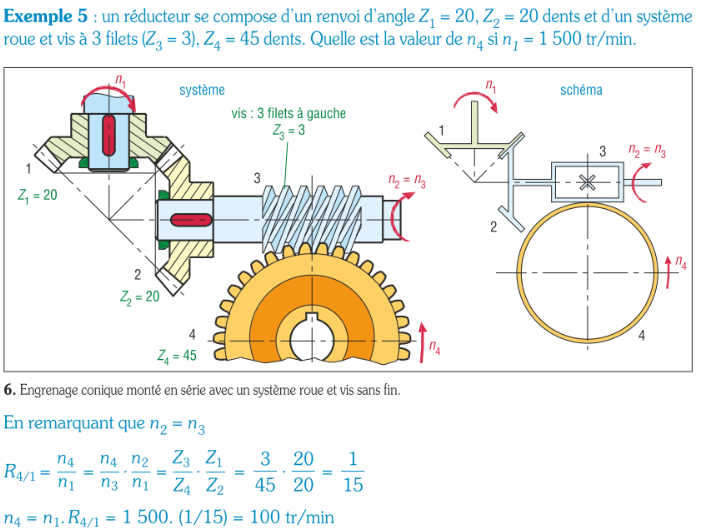 Exemple 5 : un réducteur se compose d'un renvoi d'angle Z₁ = 20, Z₂ = 20 dents et d'un système
roue et vis à 3 filets (Z₃ = 3), Z₄ = 45 dents. Quelle est la valeur de n₄ si n₁ = 1 500 tr/min.
n₁
système
vis : 3 filets à gauche
Z₃ = 3
1
Z₁ = 20
3
n₂ = n₃
2
Z₂ = 20
4
Z₄ = 45
n₄
schéma
n₁
1
3
n₂ = n₃
2
n₄
4
6. Engrenage conique monté en série avec un système roue et vis sans fin.
En remarquant que n₂ = n₃
R₄/₁ = n₄/n₁ = n₄/n₃ · n₂/n₁ = Z₃/Z₄ · Z₁/Z₂ = 3/45 · 20/20 = 1/15
n₄ = n₁. R₄/₁ = 1 500. (1/15) = 100 tr/min